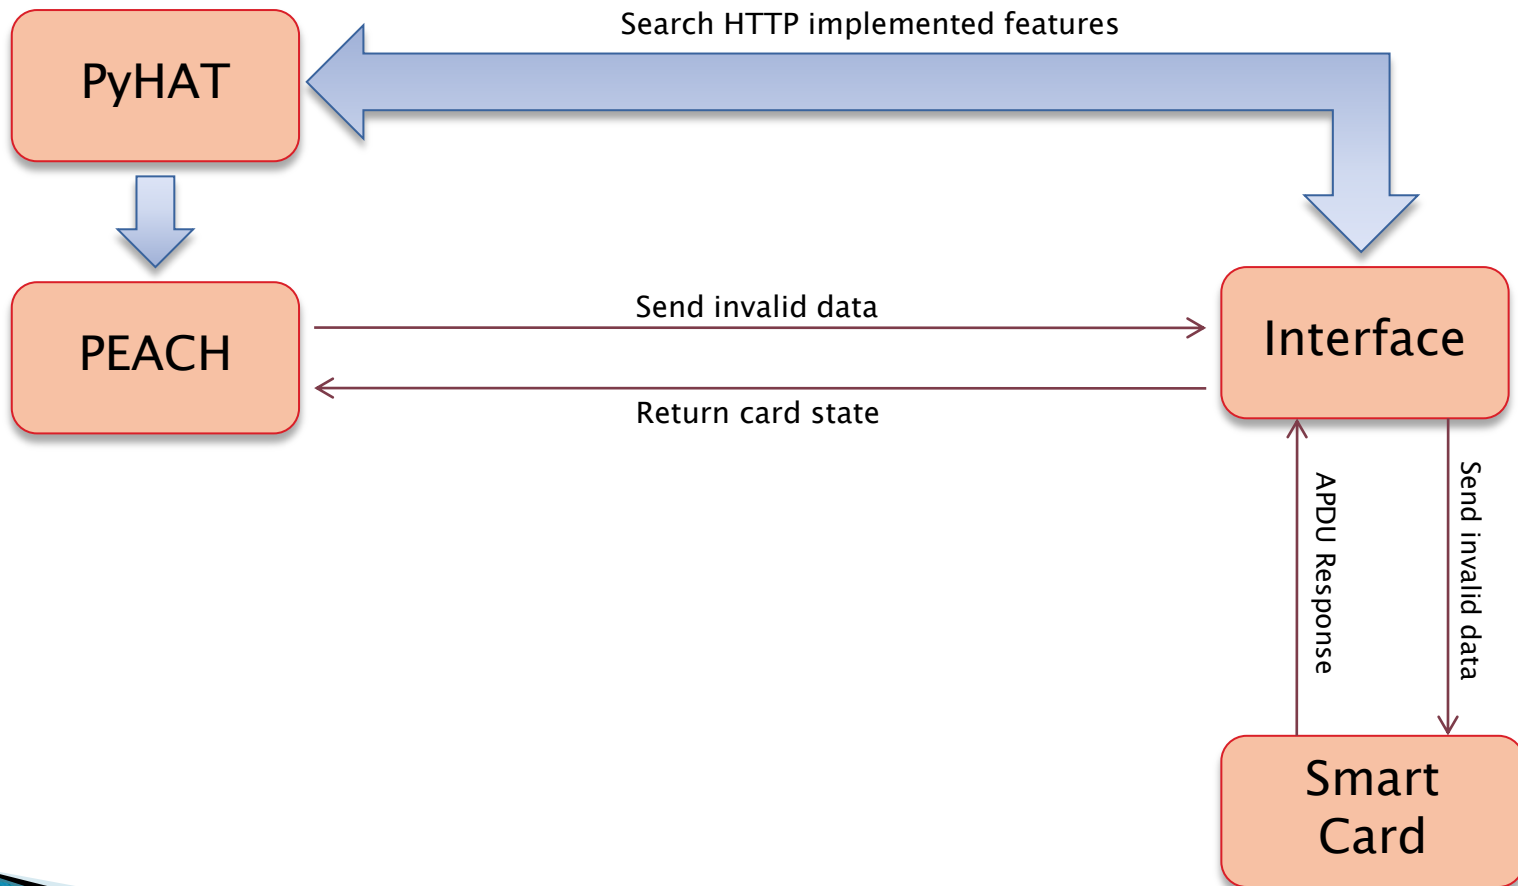 Search HTTP implemented features
PyHAT
PEACH
Send invalid data
Return card state
Interface
APDU Response
Send invalid data
Smart
Card